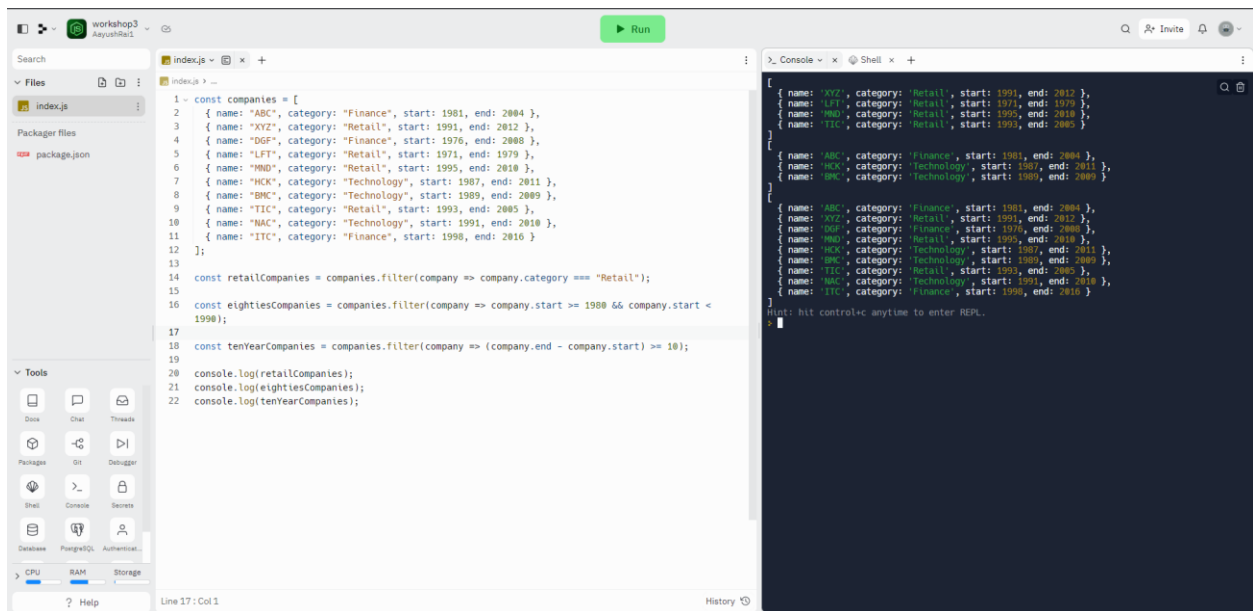 workshop3
AayushRai1
Run
Invite
Search
Files
index.js
Packager files
package.json
Tools
Docs
Chat
Threads
Packages
Git
Debugger
Shell
Console
Secrets
Database
PostgreSQL
Authenticat...
CPU
RAM
Storage
? Help
JS index.js
index.js > ...
1 const companies = [
2 { name: "ABC", category: "Finance", start: 1981, end: 2004 },
3 { name: "XYZ", category: "Retail", start: 1991, end: 2012 },
4 { name: "DGF", category: "Finance", start: 1976, end: 2008 },
5 { name: "LFT", category: "Retail", start: 1971, end: 1979 },
6 { name: "MND", category: "Retail", start: 1995, end: 2010 },
7 { name: "HCK", category: "Technology", start: 1987, end: 2011 },
8 { name: "BMC", category: "Technology", start: 1989, end: 2009 },
9 { name: "TIC", category: "Retail", start: 1993, end: 2005 },
10 { name: "NAC", category: "Technology", start: 1991, end: 2010 },
11 { name: "ITC", category: "Finance", start: 1998, end: 2016 }
12 ];
13
14 const retailCompanies = companies.filter(company => company.category === "Retail");
15
16 const eightiesCompanies = companies.filter(company => company.start >= 1980 && company.start <
1990);
17
18 const tenYearCompanies = companies.filter(company => (company.end - company.start) >= 10);
19
20 console.log(retailCompanies);
21 console.log(eightiesCompanies);
22 console.log(tenYearCompanies);
Line 17 : Col 1
History
>_ Console
Shell
[
{ name: 'XYZ', category: 'Retail', start: 1991, end: 2012 },
{ name: 'LFT', category: 'Retail', start: 1971, end: 1979 },
{ name: 'MND', category: 'Retail', start: 1995, end: 2010 },
{ name: 'TIC', category: 'Retail', start: 1993, end: 2005 }
]
[
{ name: 'ABC', category: 'Finance', start: 1981, end: 2004 },
{ name: 'HCK', category: 'Technology', start: 1987, end: 2011 },
{ name: 'BMC', category: 'Technology', start: 1989, end: 2009 }
]
[
{ name: 'ABC', category: 'Finance', start: 1981, end: 2004 },
{ name: 'XYZ', category: 'Retail', start: 1991, end: 2012 },
{ name: 'DGF', category: 'Finance', start: 1976, end: 2008 },
{ name: 'MND', category: 'Retail', start: 1995, end: 2010 },
{ name: 'HCK', category: 'Technology', start: 1987, end: 2011 },
{ name: 'BMC', category: 'Technology', start: 1989, end: 2009 },
{ name: 'TIC', category: 'Retail', start: 1993, end: 2005 },
{ name: 'NAC', category: 'Technology', start: 1991, end: 2010 },
{ name: 'ITC', category: 'Finance', start: 1998, end: 2016 }
]
Hint: hit control+c anytime to enter REPL.
>